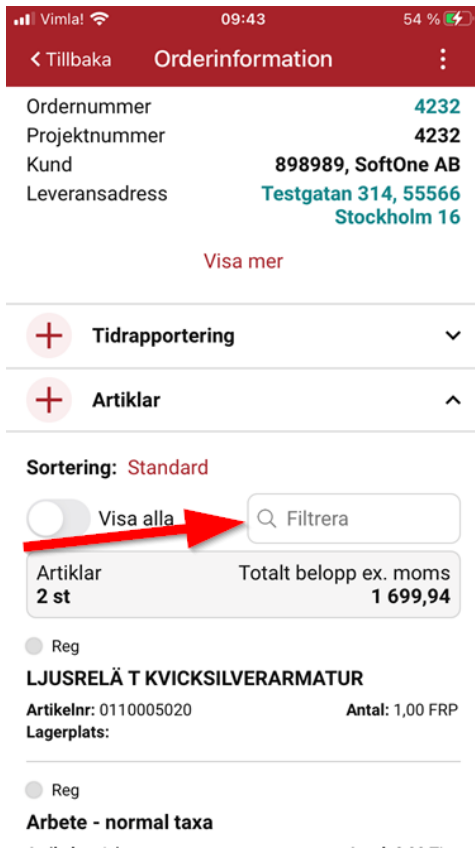 Vimla! 09:43 54 %
Tillbaka Orderinformation
Ordernummer 4232
Projektnummer 4232
Kund 898989, SoftOne AB
Leveransadress Testgatan 314, 55566
Stockholm 16
Visa mer
Tidrapportering
Artiklar
Sortering: Standard
Visa alla Filtrera
Artiklar Totalt belopp ex. moms
2 st 1 699,94
Reg
LJUSRELÄ T KVICKSILVERARMATUR
Artikelnr: 0110005020 Antal: 1,00 FRP
Lagerplats:
Reg
Arbete - normal taxa